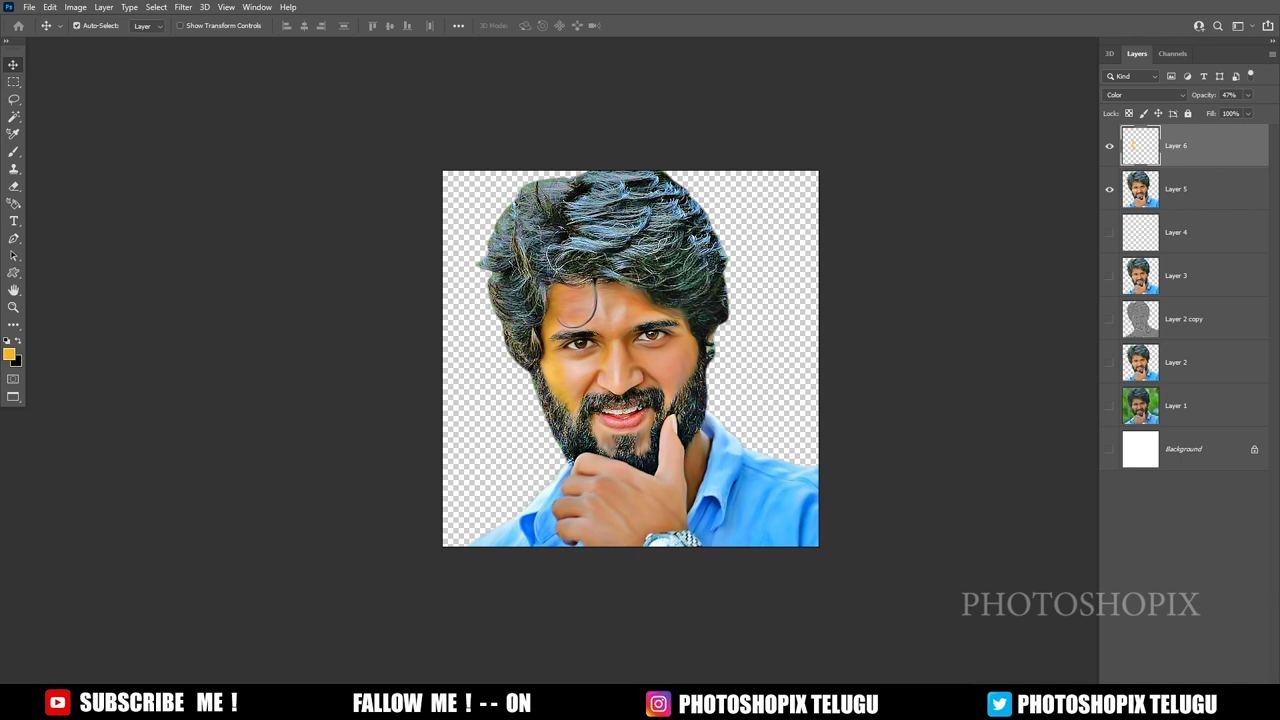 Ps File Edit Image Layer Type Select Filter 3D View Window Help
Auto-Select: Layer Show Transform Controls 3D Mode:
3D Layers Channels
Kind
Color Opacity: 47%
Lock: Fill: 100%
Layer 6
Layer 5
Layer 4
Layer 3
Layer 2 copy
Layer 2
Layer 1
Background
PHOTOSHOPIX
SUBSCRIBE ME ! FALLOW ME ! -- ON PHOTOSHOPIX TELUGU PHOTOSHOPIX TELUGU